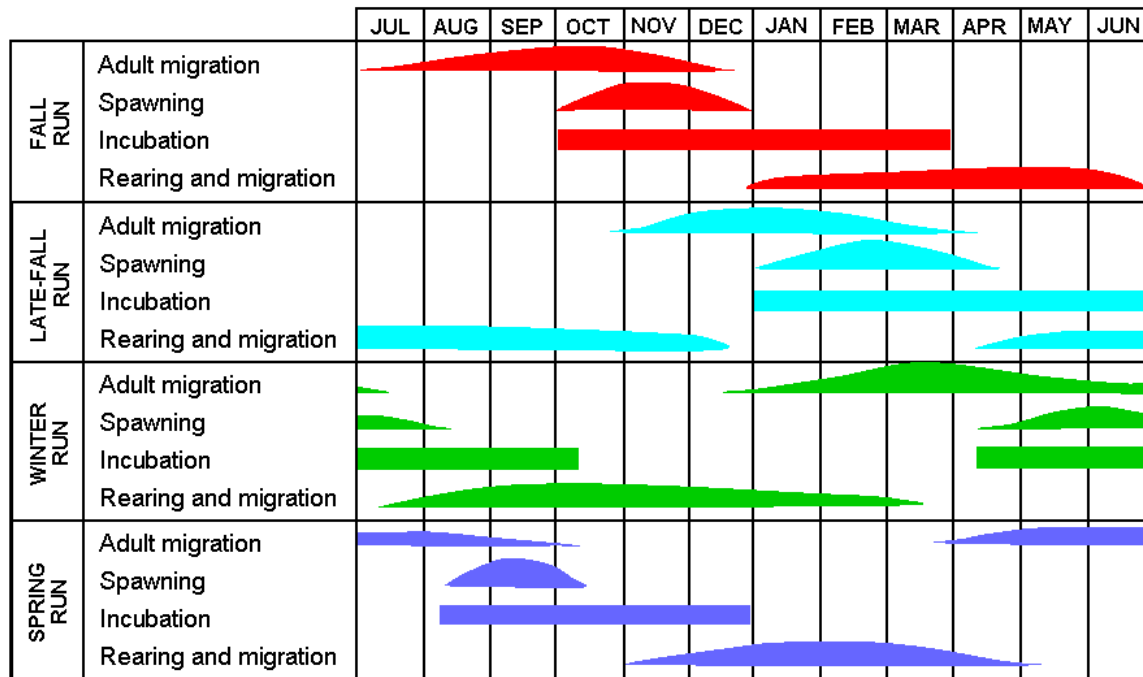 JUL AUG SEP OCT NOV DEC JAN FEB MAR APR MAY JUN
FALL
RUN
Adult migration
Spawning
Incubation
Rearing and migration
LATE-FALL
RUN
Adult migration
Spawning
Incubation
Rearing and migration
WINTER
RUN
Adult migration
Spawning
Incubation
Rearing and migration
SPRING
RUN
Adult migration
Spawning
Incubation
Rearing and migration